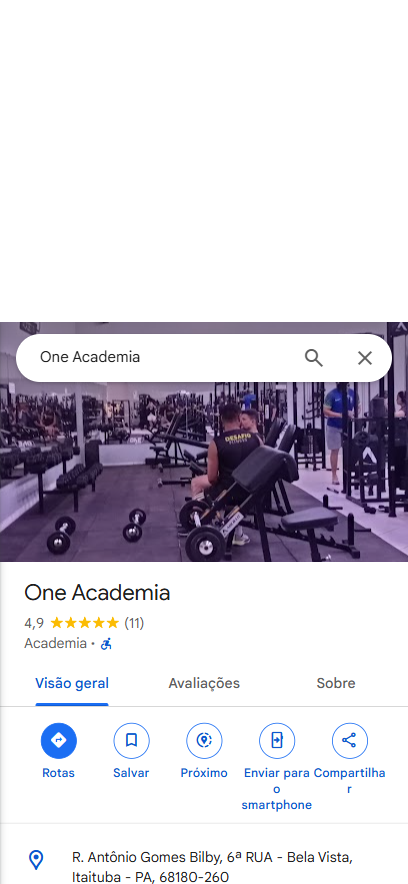 One Academia
DESAFIO
One Academia
4,9 (11)
Academia ·
Visão geral Avaliações Sobre
Rotas Salvar Próximo Enviar para o smartphone Compartilhar
R. Antônio Gomes Bilby, 6ª RUA - Bela Vista,
Itaituba - PA, 68180-260